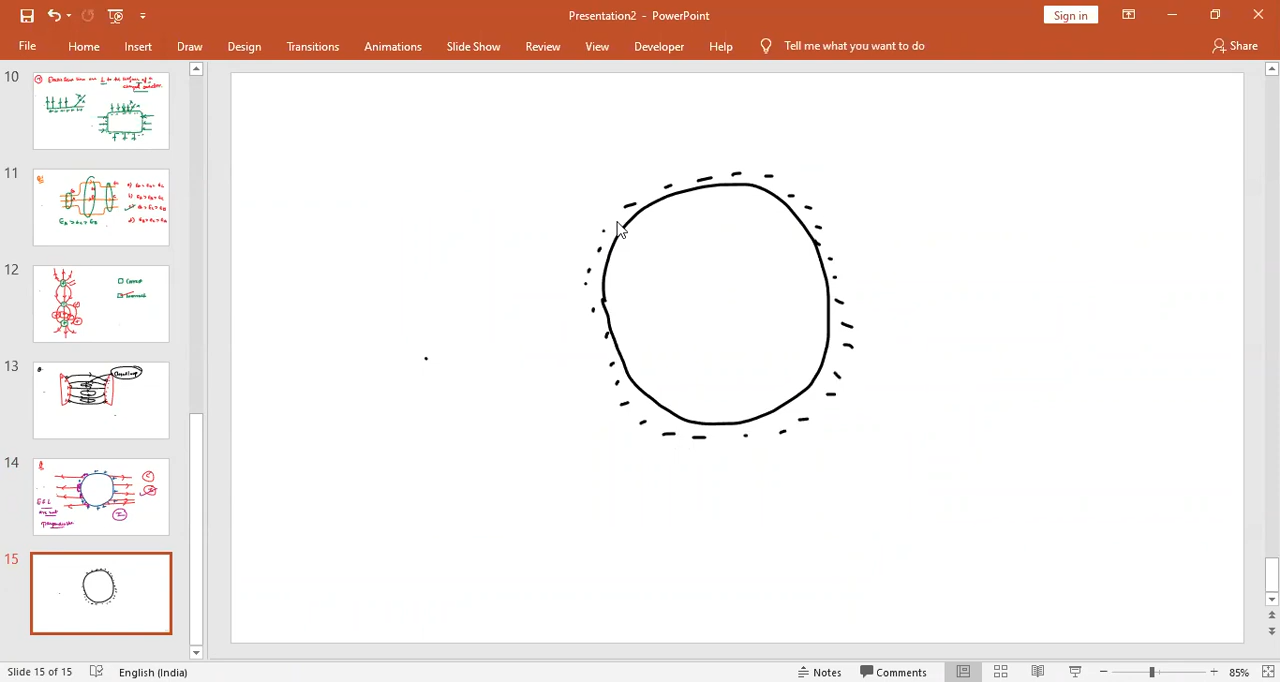 Presentation2 - PowerPoint
Sign in
File Home Insert Draw Design Transitions Animations Slide Show Review View Developer Help Tell me what you want to do Share
10
11
12
13
14
15
Slide 15 of 15 English (India) Notes Comments 85%